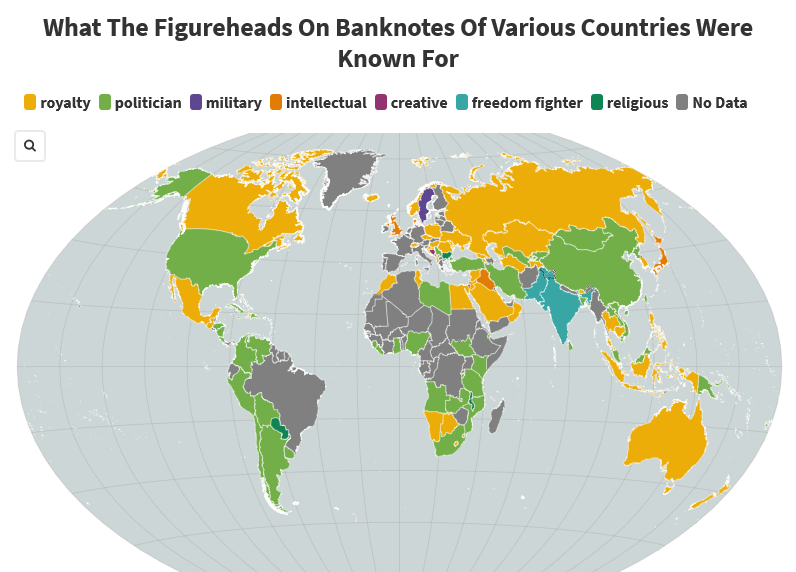 What The Figureheads On Banknotes Of Various Countries Were
Known For
royalty politician military intellectual creative freedom fighter religious No Data